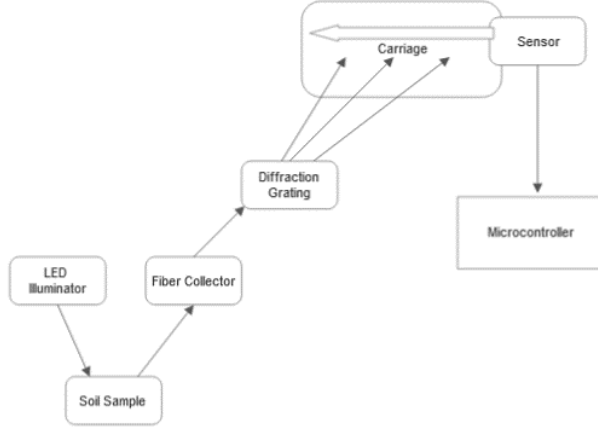 Sensor
Carriage
Diffraction
Grating
Microcontroller
LED
Illuminator
Fiber Collector
Soil Sample